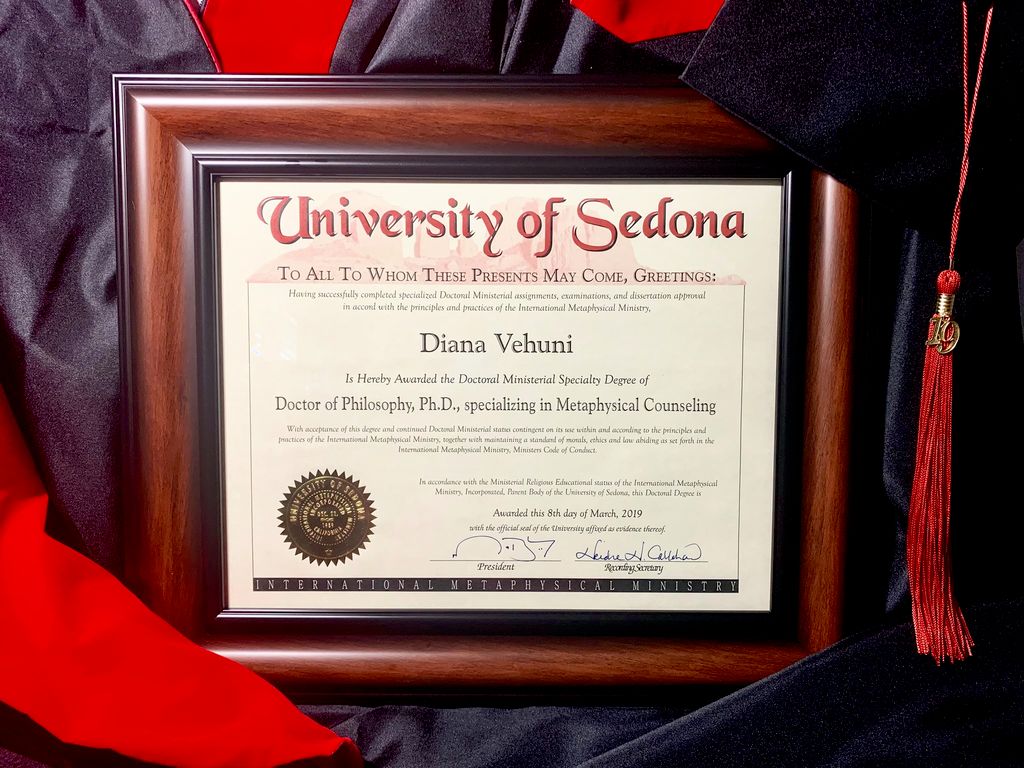 University of Sedona
To All To Whom These Presents May Come, Greetings:
Having successfully completed specialized Doctoral Ministerial assignments, examinations, and dissertation approval
in accord with the principles and practices of the International Metaphysical Ministry,
Diana Vehuni
Is Hereby Awarded the Doctoral Ministerial Specialty Degree of
Doctor of Philosophy, Ph.D., specializing in Metaphysical Counseling
With acceptance of this degree and continued Doctoral Ministerial status contingent on its use within and according to the principles and
practices of the International Metaphysical Ministry, together with maintaining a standard of morals, ethics and law abiding as set forth in the
International Metaphysical Ministry, Ministers Code of Conduct.
In accordance with the Ministerial Religious Educational status of the International Metaphysical
Ministry, Incorporated, Parent Body of the University of Sedona, this Doctoral Degree is
Awarded this 8th day of March, 2019
with the official seal of the University affixed as evidence thereof.
President
Recording Secretary
INTERNATIONAL METAPHYSICAL MINISTRY
19